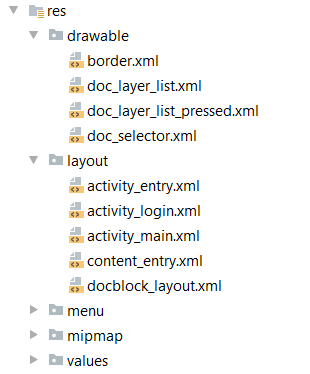 res
drawable
border.xml
doc_layer_list.xml
doc_layer_list_pressed.xml
doc_selector.xml
layout
activity_entry.xml
activity_login.xml
activity_main.xml
content_entry.xml
docblock_layout.xml
menu
mipmap
values